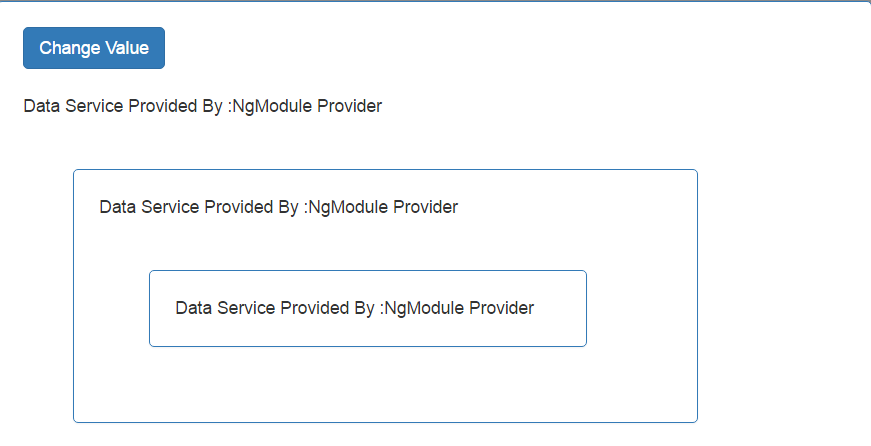 Change Value
Data Service Provided By :NgModule Provider
Data Service Provided By :NgModule Provider
Data Service Provided By :NgModule Provider